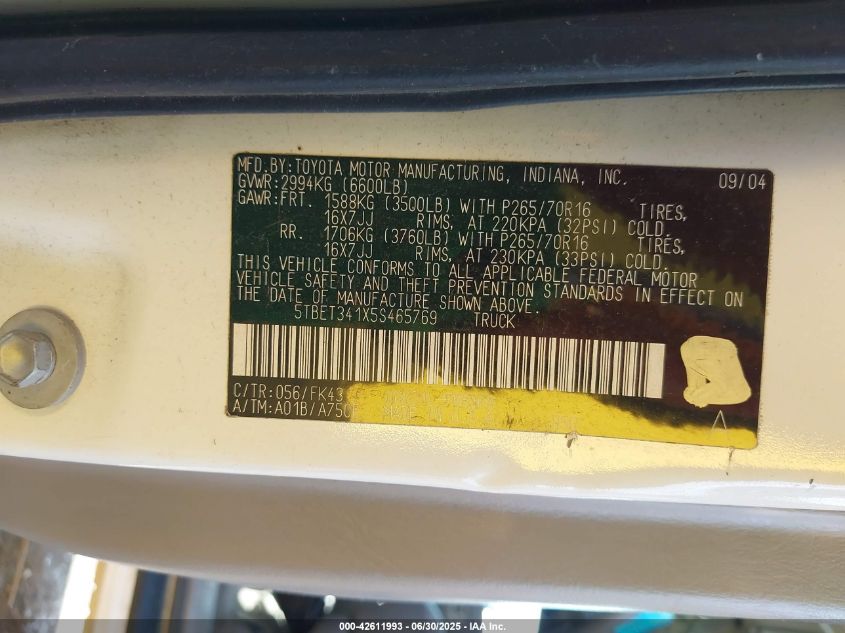 MFD.BY:TOYOTA MOTOR MANUFACTURING, INDIANA, INC. 09/04
GVWR:2994KG (6600LB)
GAWR:FRT. 1588KG (3500LB) WITH P265/70R16 TIRES,
16X7JJ RIMS, AT 220KPA (32PSI) COLD.
RR. 1706KG (3760LB) WITH P265/70R16 TIRES,
16X7JJ RIMS, AT 230KPA (33PSI) COLD.
THIS VEHICLE CONFORMS TO ALL APPLICABLE FEDERAL MOTOR
VEHICLE SAFETY AND THEFT PREVENTION STANDARDS IN EFFECT ON
THE DATE OF MANUFACTURE SHOWN ABOVE.
5TBET341X5S465769 TRUCK
C/TR:056/FK43
A/TM:A01B/A750E
A
000-42611993 - 06/30/2025 - IAA Inc.